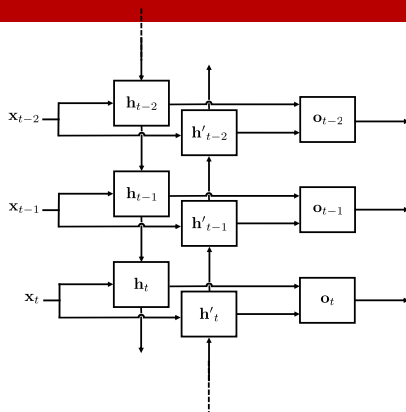 x_{t−2} h_{t−2} h'_{t−2} o_{t−2}
x_{t−1} h_{t−1} h'_{t−1} o_{t−1}
x_t h_t h'_t o_t